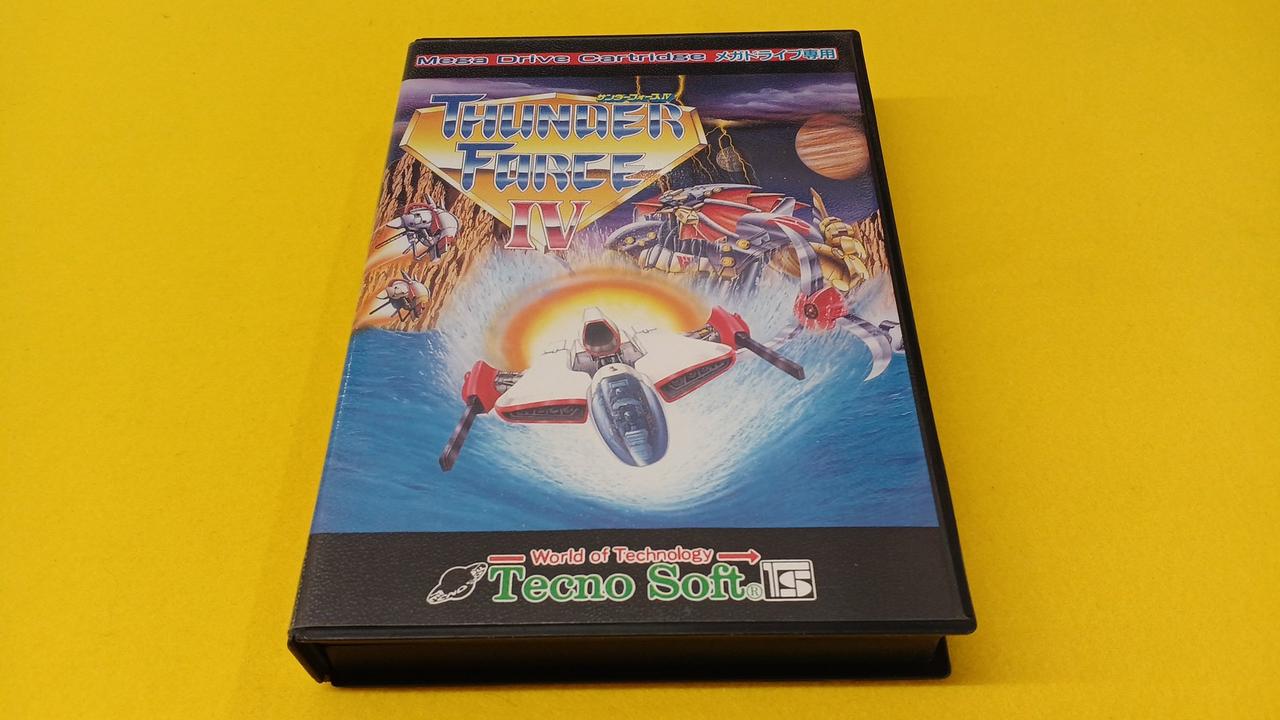 Mega Drive Cartridge メガドライブ専用
サンダーフォースIV
THUNDER
FORCE
IV
World of Technology
Tecno Soft®